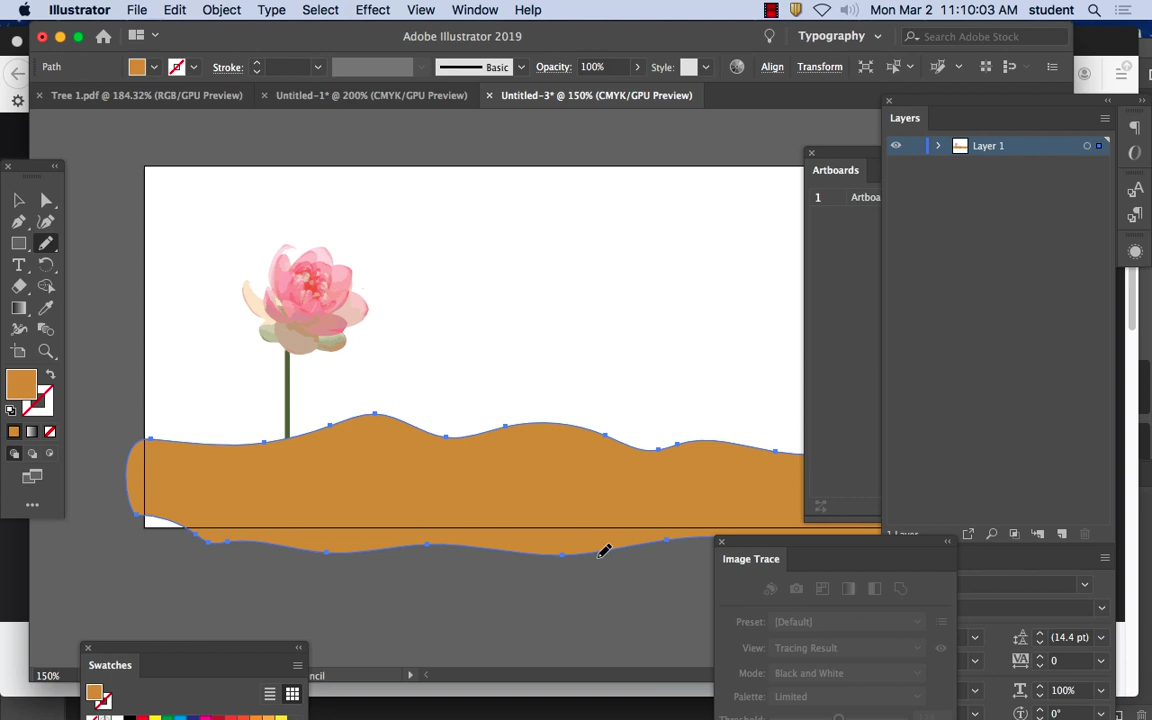 Illustrator File Edit Object Type Select Effect View Window Help Mon Mar 2 11:10:03 AM student
Adobe Illustrator 2019 Typography Search Adobe Stock
Path Stroke: Basic Opacity: 100% Style: Align Transform
Tree 1.pdf @ 184.32% (RGB/GPU Preview) Untitled-1* @ 200% (CMYK/GPU Preview) Untitled-3* @ 150% (CMYK/GPU Preview)
Layers
Layer 1
Artboards
1 Artboa
Image Trace
Preset: [Default]
View: Tracing Result
Mode: Black and White
Palette: Limited
(14.4 pt)
0
100%
0°
150% ncil
Swatches